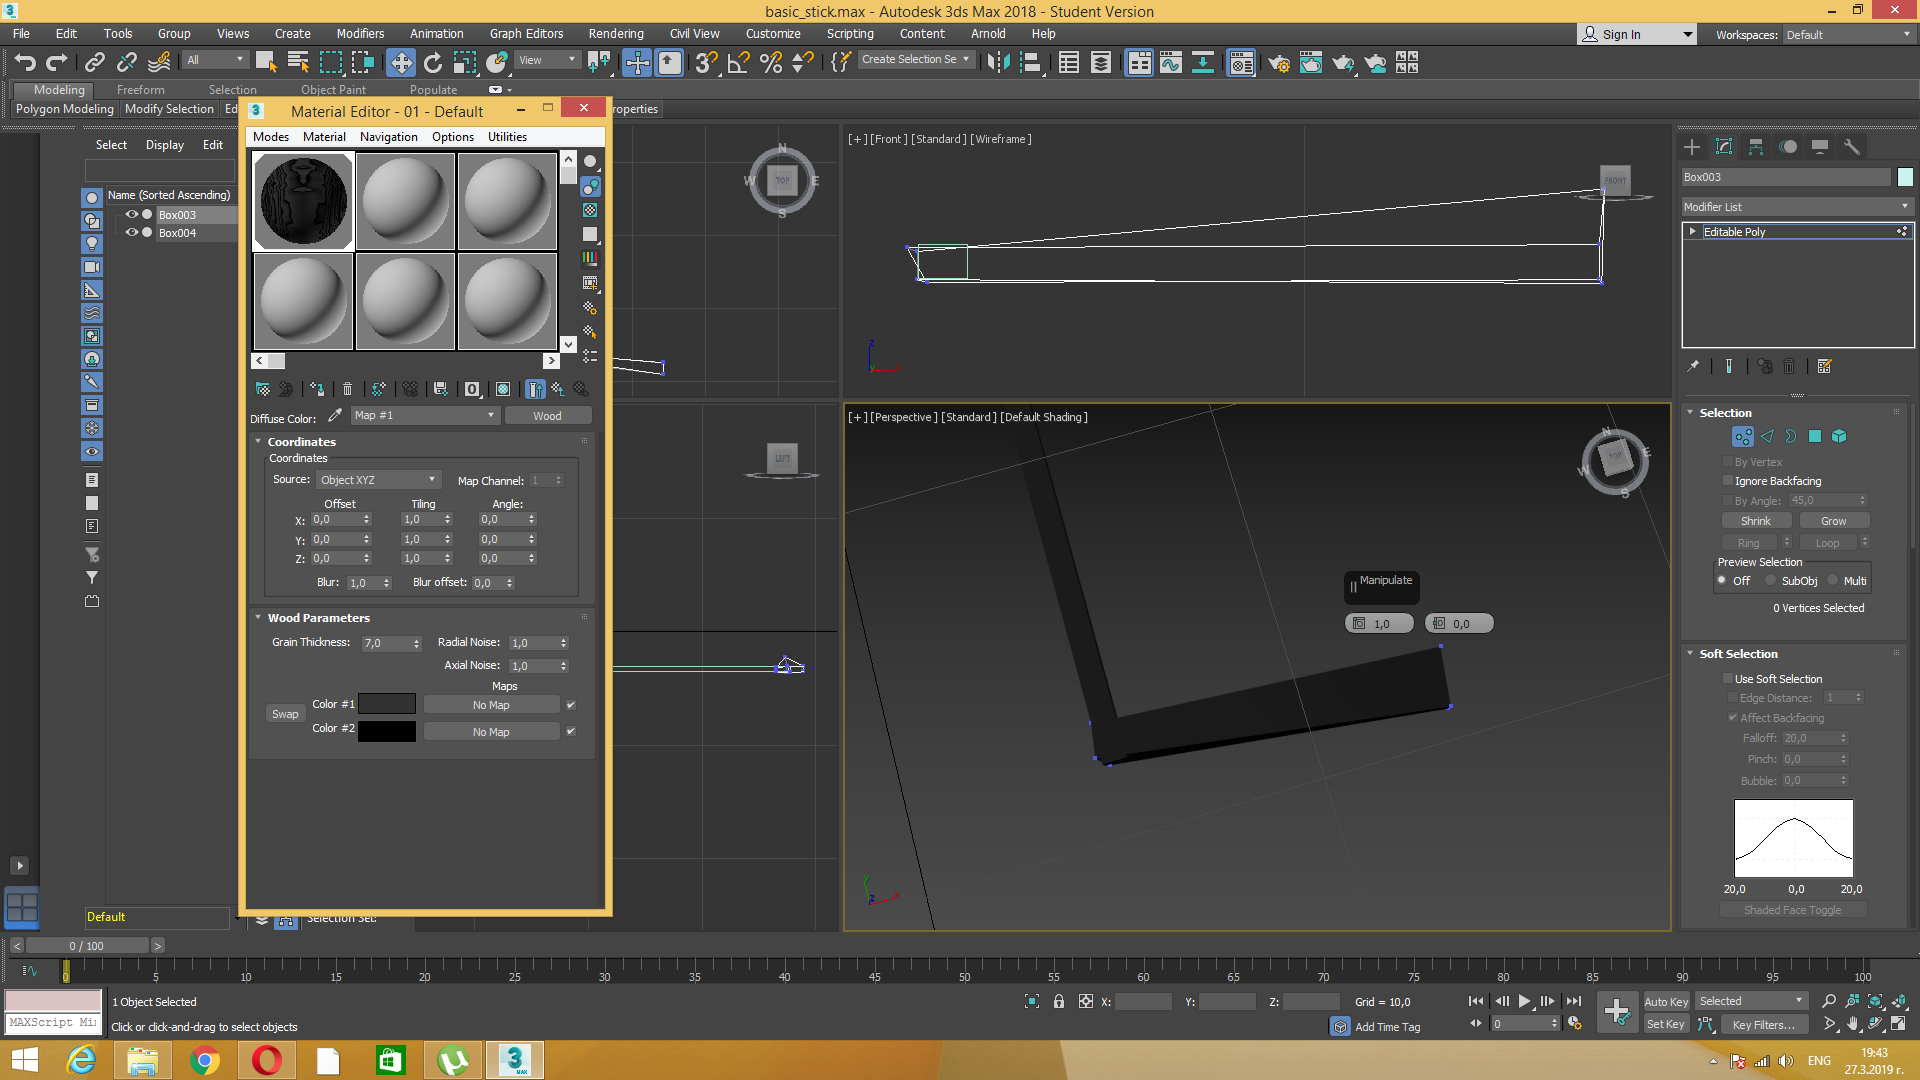 basic_stick.max - Autodesk 3ds Max 2018 - Student Version
File Edit Tools Group Views Create Modifiers Animation Graph Editors Rendering Civil View Customize Scripting Content Arnold Help
Sign In Workspaces: Default
All View Create Selection Se
Modeling Freeform Selection Object Paint Populate
Polygon Modeling Modify Selection Ed
Material Editor - 01 - Default
Modes Material Navigation Options Utilities
Select Display Edit
Name (Sorted Ascending)
Box003
Box004
Diffuse Color: Map #1 Wood
Coordinates
Coordinates
Source: Object XYZ Map Channel: 1
Offset Tiling Angle:
X: 0,0 1,0 0,0
Y: 0,0 1,0 0,0
Z: 0,0 1,0 0,0
Blur: 1,0 Blur offset: 0,0
Wood Parameters
Grain Thickness: 7,0 Radial Noise: 1,0
Axial Noise: 1,0
Maps
Color #1 No Map
Swap
Color #2 No Map
Default
Selection Set:
operties
N
W TOP E
S
[+] [Front] [Standard] [Wireframe]
FRONT
z
y x
LEFT
[+] [Perspective] [Standard] [Default Shading]
N
W TOP E
S
Manipulate
1,0 0,0
y
z x
Box003
Modifier List
Editable Poly
Selection
By Vertex
Ignore Backfacing
By Angle: 45,0
Shrink Grow
Ring Loop
Preview Selection
Off SubObj Multi
0 Vertices Selected
Soft Selection
Use Soft Selection
Edge Distance: 1
Affect Backfacing
Falloff: 20,0
Pinch: 0,0
Bubble: 0,0
20,0 0,0 20,0
Shaded Face Toggle
< 0 / 100 >
0 5 10 15 20 25 30 35 40 45 50 55 60 65 70 75 80 85 90 95 100
1 Object Selected
MAXScript Mi
Click or click-and-drag to select objects
X: Y: Z: Grid = 10,0
Add Time Tag
0
Auto Key Selected
Set Key Key Filters...
3 MAX
ENG
19:43
27.3.2019 г.